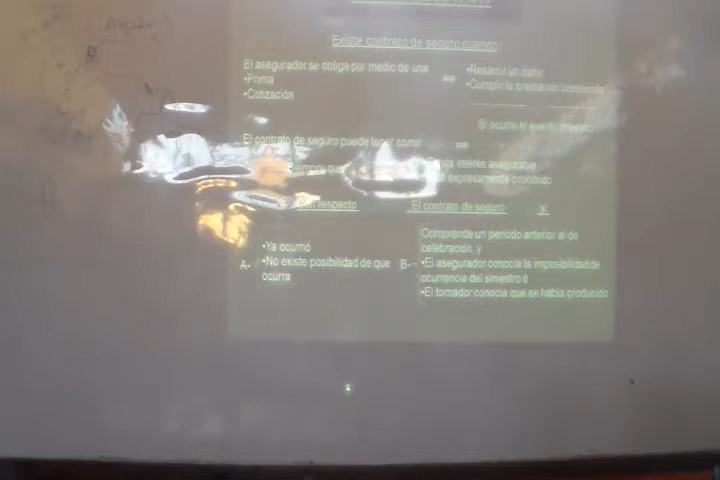 Existe contrato de seguro cuando:
El asegurador se obliga por medio de una
•Prima
•Cotización
•Resarcir un daño
•Cumplir la prestación convenida
Si ocurre el evento previsto
El contrato de seguro puede tener como
Siempre que
interés asegurable
expresamente prohibido
respecto
El contrato de seguro
A-
•Ya ocurrió
•No existe posibilidad de que
ocurra
B-
Comprende un período anterior al de
celebración, y
•El asegurador conocía la imposibilidad de
ocurrencia del siniestro ó
•El tomador conocía que se había producido